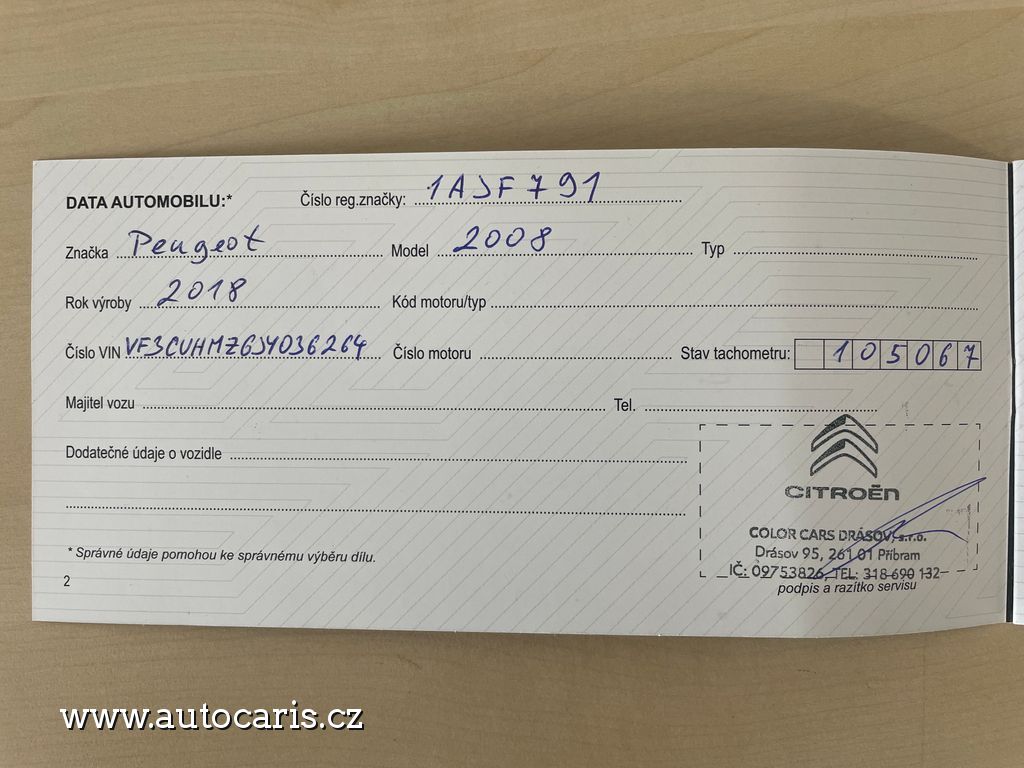 DATA AUTOMOBILU:* Číslo reg.značky: 1AJF791
Značka Peugeot Model 2008 Typ
Rok výroby 2018 Kód motoru/typ
Číslo VIN VF3CUHMZ6JY036264 Číslo motoru Stav tachometru: 105067
Majitel vozu Tel.
Dodatečné údaje o vozidle
CITROËN
COLOR CARS DRÁSOV, s.r.o.
Drásov 95, 261 01 Příbram
IČ: 09753826, TEL: 318 690 132
podpis a razítko servisu
* Správné údaje pomohou ke správnému výběru dílu.
2
www.autocaris.cz